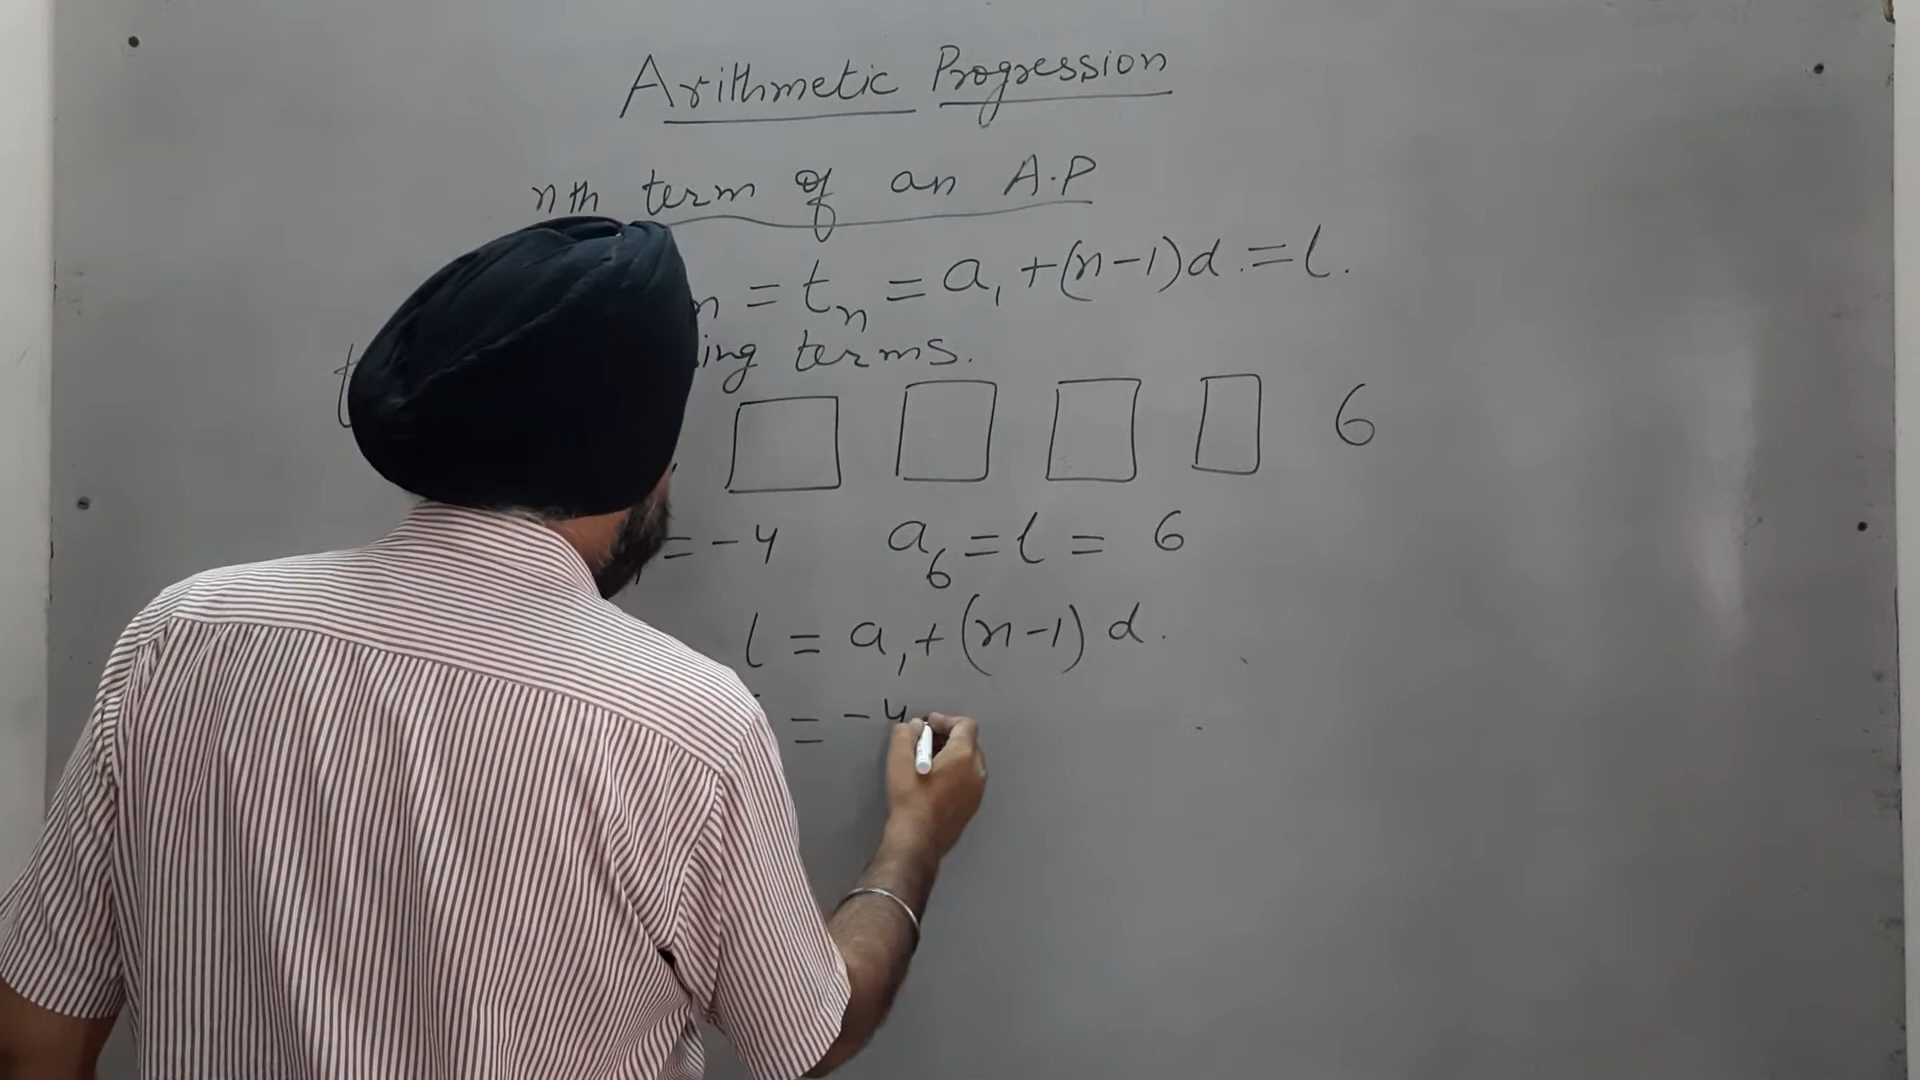 Arithmetic Progression
nth term of an A.P
n = tₙ = a₁ + (n-1)d. = l.
terms.
6
= -4 a₆ = l = 6
l = a₁ + (n-1) d.
= -4